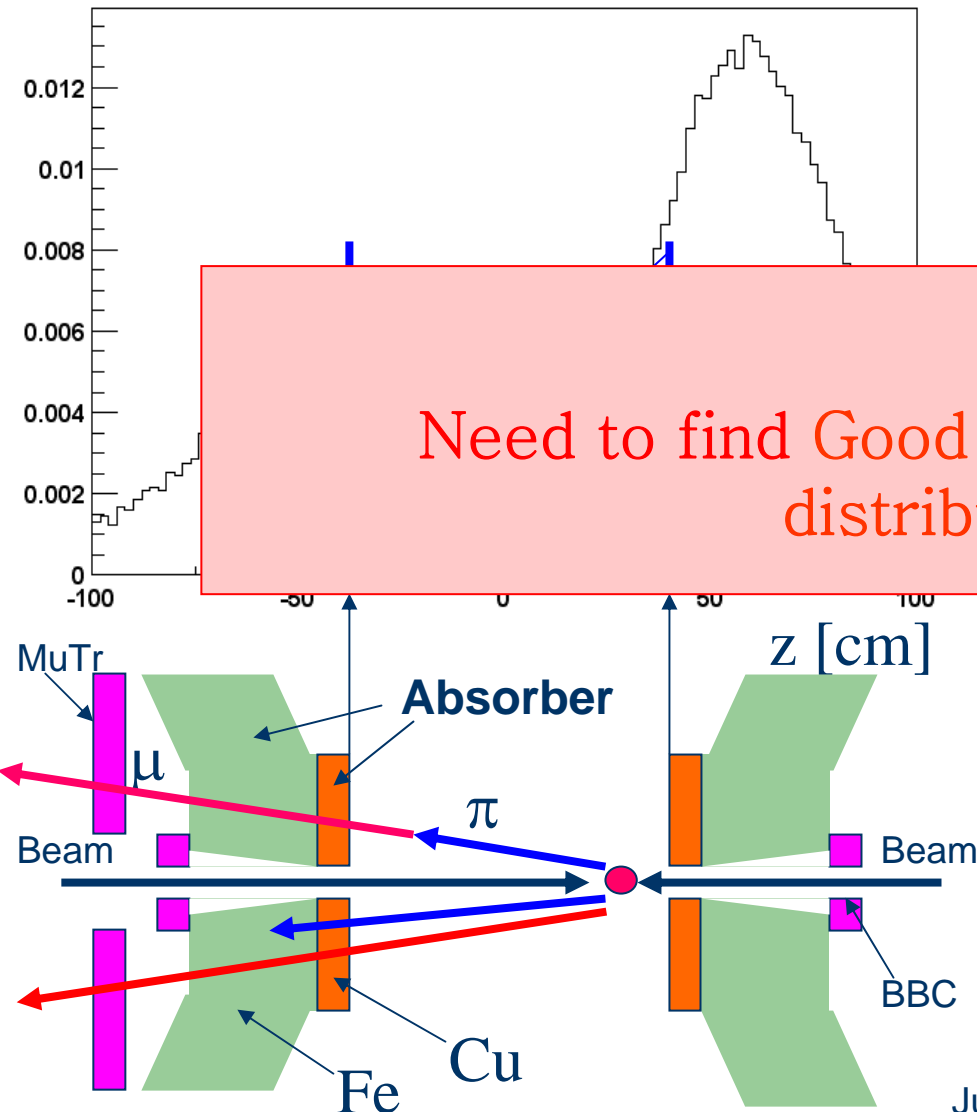 0.012
0.01
0.008
0.006
0.004
0.002
0
Need to find Good
-100 -50 0 50 100
z [cm]
MuTr
Absorber
μ
π
Beam
Beam
BBC
Cu
Fe